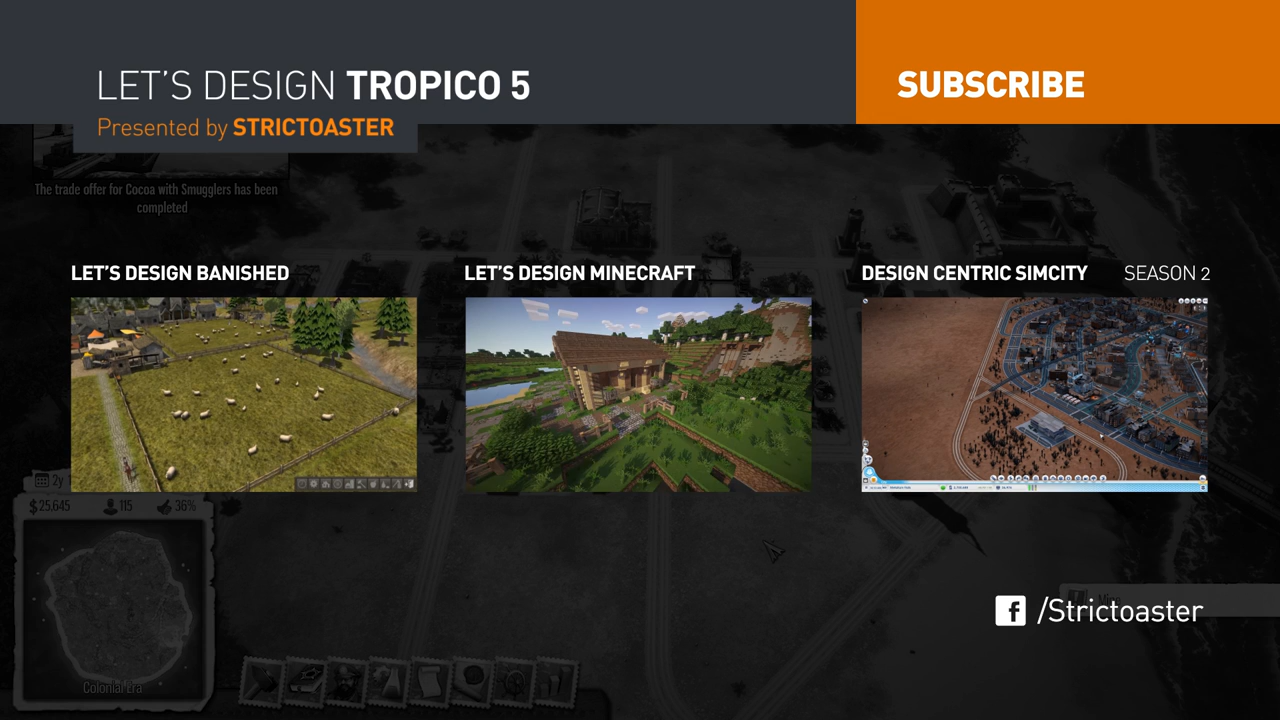 LET'S DESIGN TROPICO 5
SUBSCRIBE
Presented by STRICTOASTER
The trade offer for Cocoa with Smugglers has been
completed
LET'S DESIGN BANISHED
LET'S DESIGN MINECRAFT
DESIGN CENTRIC SIMCITY SEASON 2
2y
$25,645 115 36%
f /Strictoaster
Colonial Era